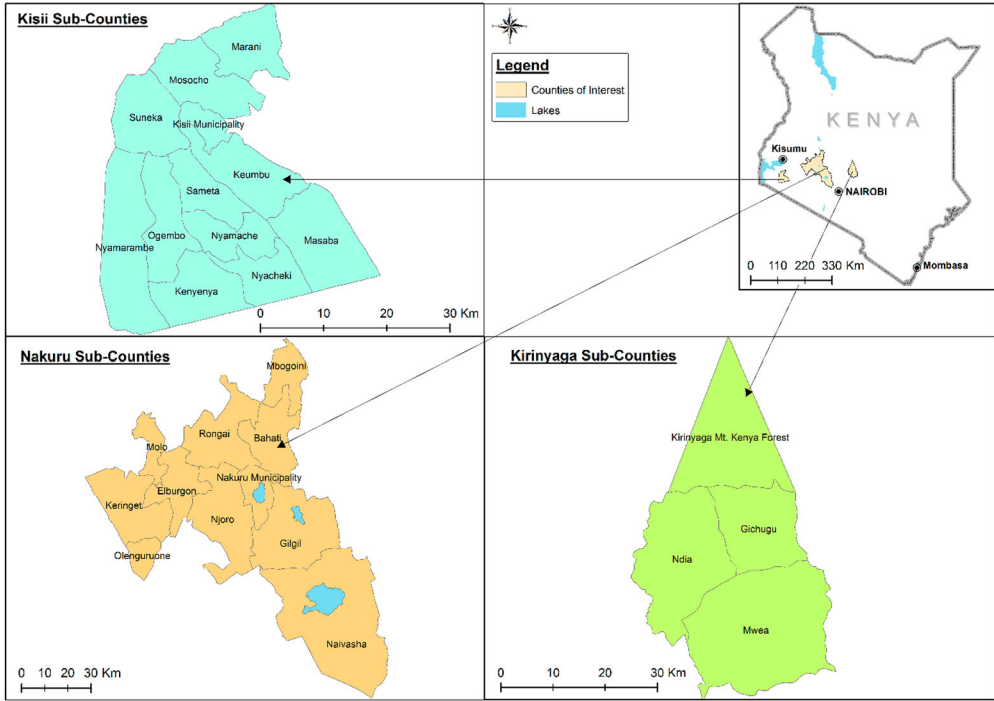 Kisii Sub-Counties
Marani
Mosocho
Suneka
Kisii Municipality
Keumbu
Sameta
Ogembo
Nyamache
Nyamarambe
Masaba
Nyacheki
Kenyenya
0 10 20 30 Km
Legend
Counties of Interest
Lakes
KENYA
Kisumu
NAIROBI
Mombasa
0 110 220 330 Km
Nakuru Sub-Counties
Mbogoini
Rongai
Bahati
Molo
Nakuru Municipality
Elburgon
Keringet
Njoro
Gilgil
Olenguruone
Naivasha
0 10 20 30 Km
Kirinyaga Sub-Counties
Kirinyaga Mt. Kenya Forest
Gichugu
Ndia
Mwea
0 10 20 30 Km